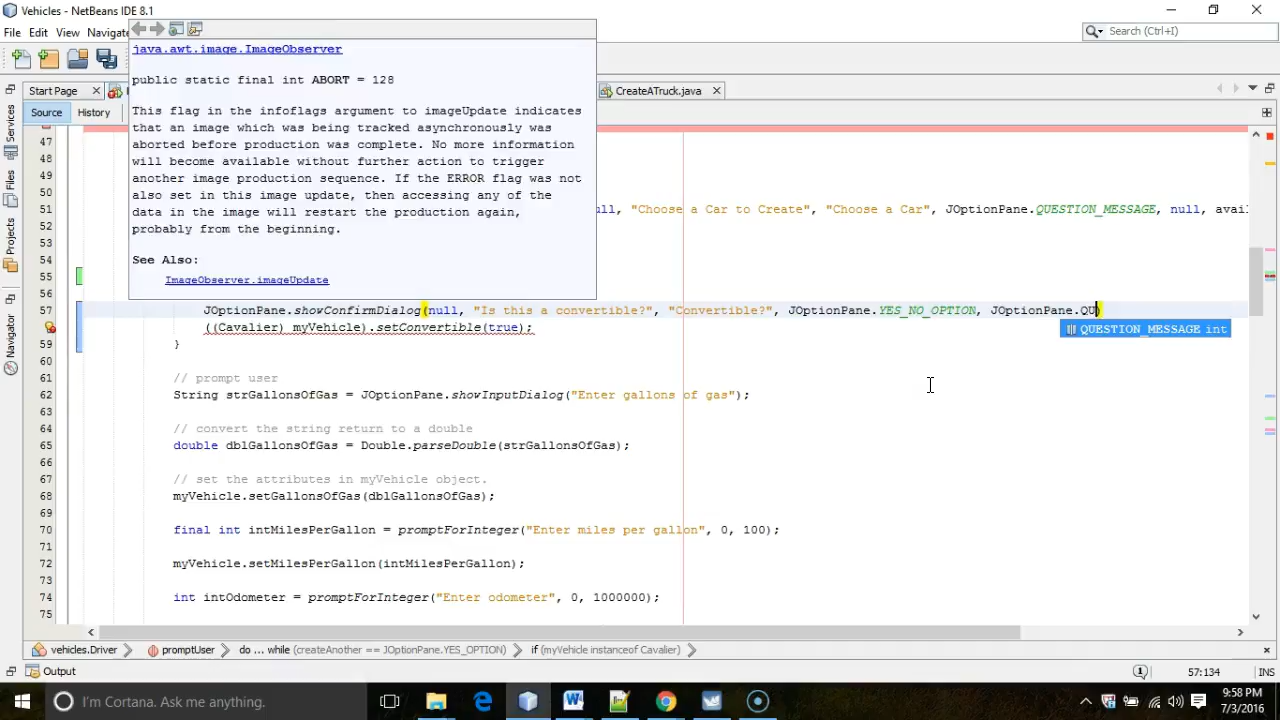 Vehicles - NetBeans IDE 8.1
File Edit View Navigate
Search (Ctrl+I)
java.awt.image.ImageObserver
public static final int ABORT = 128
This flag in the infoflags argument to imageUpdate indicates
that an image which was being tracked asynchronously was
aborted before production was complete. No more information
will become available without further action to trigger
another image production sequence. If the ERROR flag was not
also set in this image update, then accessing any of the
data in the image will restart the production again,
probably from the beginning.
See Also:
ImageObserver.imageUpdate
Start Page
CreateATruck.java
Source History
Services
Files
Projects
Navigator
47
48
49
50
51 null, "Choose a Car to Create", "Choose a Car", JOptionPane.QUESTION_MESSAGE, null, avai
52
53
54
55
56
57 JOptionPane.showConfirmDialog(null, "Is this a convertible?", "Convertible?", JOptionPane.YES_NO_OPTION, JOptionPane.QU)
QUESTION_MESSAGE int
((Cavalier) myVehicle).setConvertible(true);
59 }
60
61 // prompt user
62 String strGallonsOfGas = JOptionPane.showInputDialog("Enter gallons of gas");
63
64 // convert the string return to a double
65 double dblGallonsOfGas = Double.parseDouble(strGallonsOfGas);
66
67 // set the attributes in myVehicle object.
68 myVehicle.setGallonsOfGas(dblGallonsOfGas);
69
70 final int intMilesPerGallon = promptForInteger("Enter miles per gallon", 0, 100);
71
72 myVehicle.setMilesPerGallon(intMilesPerGallon);
73
74 int intOdometer = promptForInteger("Enter odometer", 0, 1000000);
75
vehicles.Driver promptUser do ... while (createAnother == JOptionPane.YES_OPTION) if (myVehicle instanceof Cavalier)
Output
57:134 INS
I'm Cortana. Ask me anything.
9:58 PM
7/3/2016